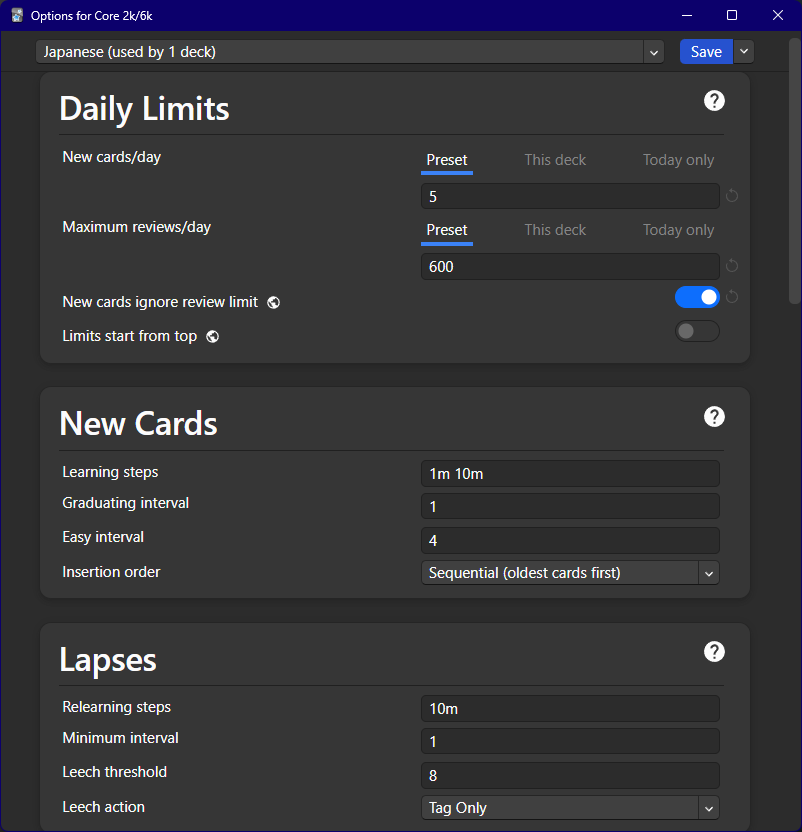 Options for Core 2k/6k
Japanese (used by 1 deck)
Save
Daily Limits
?
New cards/day
Preset This deck Today only
5
Maximum reviews/day
Preset This deck Today only
600
New cards ignore review limit
Limits start from top
New Cards
?
Learning steps
1m 10m
Graduating interval
1
Easy interval
4
Insertion order
Sequential (oldest cards first)
Lapses
?
Relearning steps
10m
Minimum interval
1
Leech threshold
8
Leech action
Tag Only